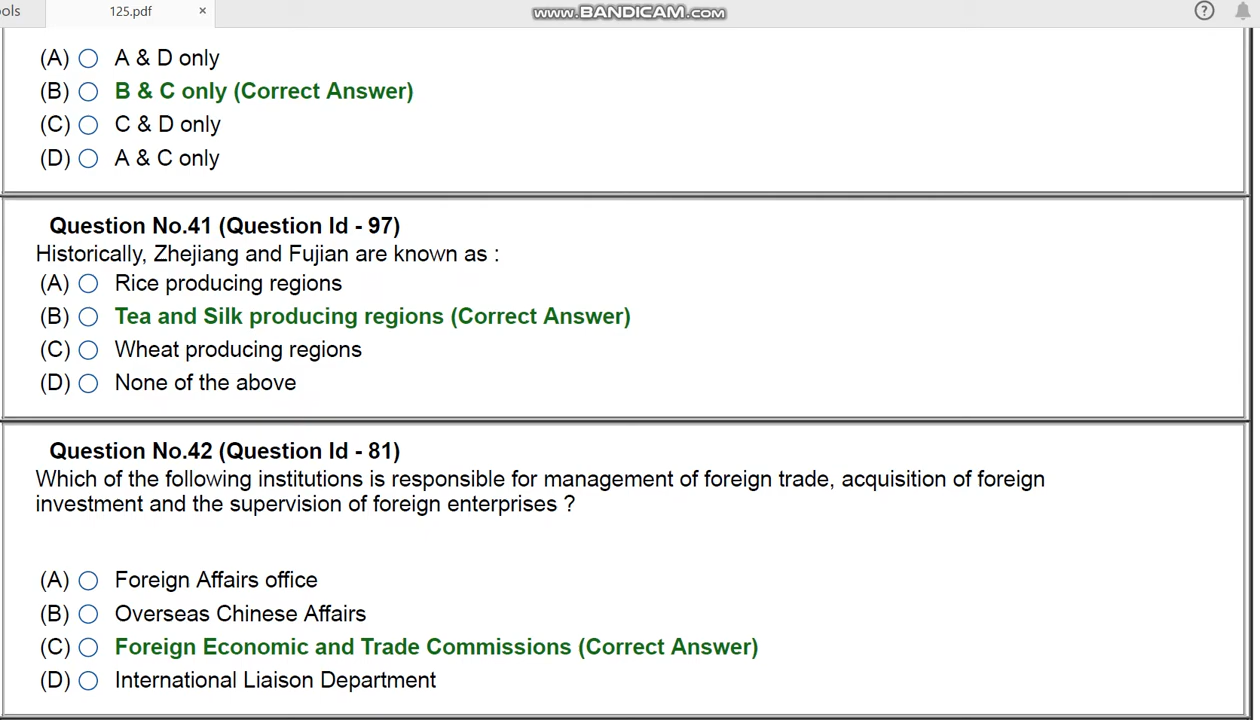 ols 125.pdf × www.BANDICAM.com ?
(A) A & D only
(B) B & C only (Correct Answer)
(C) C & D only
(D) A & C only
Question No.41 (Question Id - 97)
Historically, Zhejiang and Fujian are known as :
(A) Rice producing regions
(B) Tea and Silk producing regions (Correct Answer)
(C) Wheat producing regions
(D) None of the above
Question No.42 (Question Id - 81)
Which of the following institutions is responsible for management of foreign trade, acquisition of foreign
investment and the supervision of foreign enterprises ?
(A) Foreign Affairs office
(B) Overseas Chinese Affairs
(C) Foreign Economic and Trade Commissions (Correct Answer)
(D) International Liaison Department